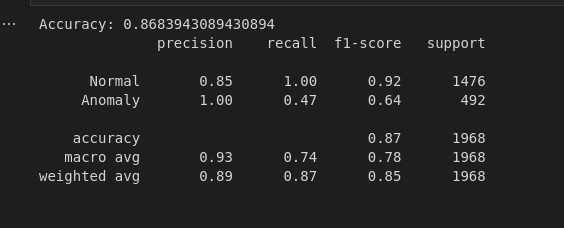 ... Accuracy: 0.8683943089430894
precision recall f1-score support
Normal 0.85 1.00 0.92 1476
Anomaly 1.00 0.47 0.64 492
accuracy 0.87 1968
macro avg 0.93 0.74 0.78 1968
weighted avg 0.89 0.87 0.85 1968